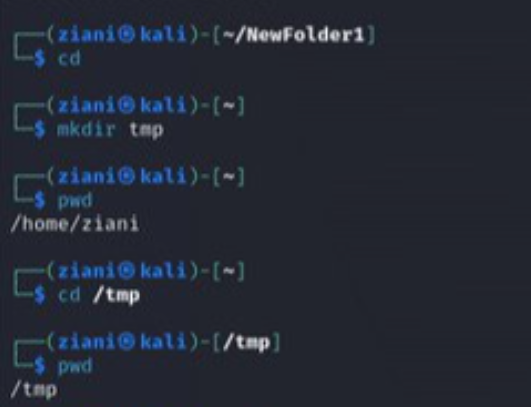 ┌──(ziani㉿kali)-[~/NewFolder1]
└─$ cd
┌──(ziani㉿kali)-[~]
└─$ mkdir tmp
┌──(ziani㉿kali)-[~]
└─$ pwd
/home/ziani
┌──(ziani㉿kali)-[~]
└─$ cd /tmp
┌──(ziani㉿kali)-[/tmp]
└─$ pwd
/tmp